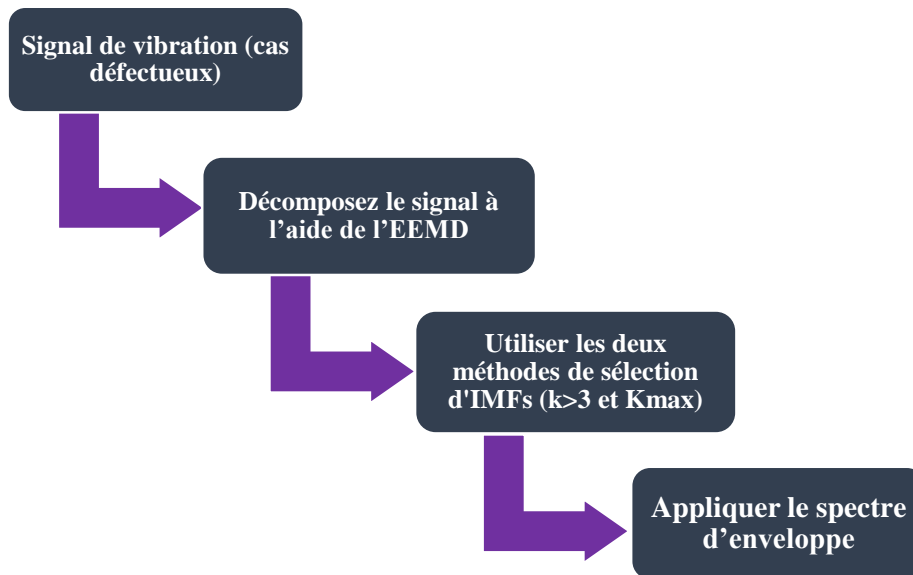 Signal de vibration (cas
défectueux)
Décomposez le signal à
l’aide de l’EEMD
Utiliser les deux
méthodes de sélection
d'IMFs (k>3 et Kmax)
Appliquer le spectre
d’enveloppe